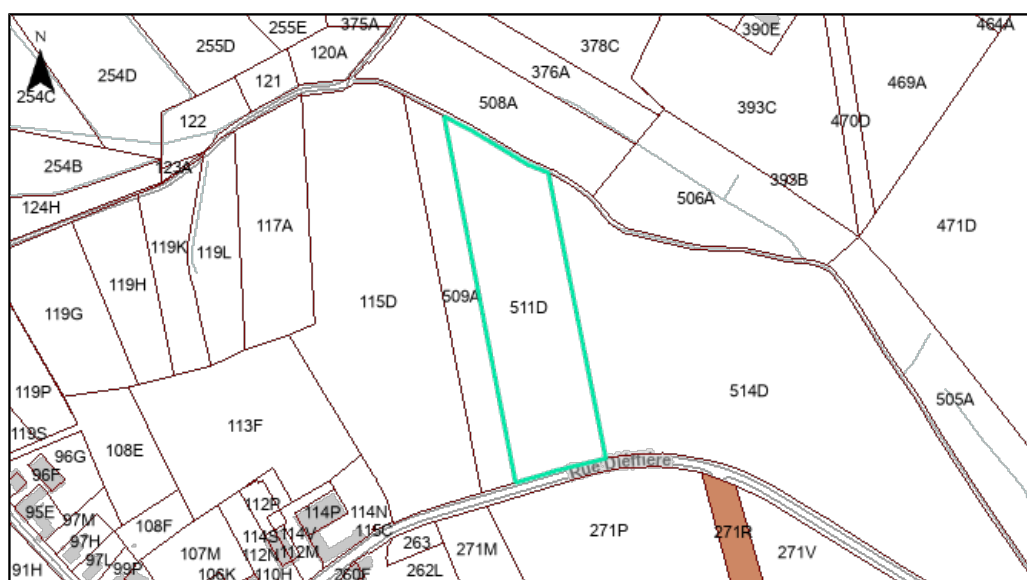 255E
375A
464A
390E
N
255D
120A
378C
254D
121
376A
469A
254C
508A
393C
122
470D
254B
123A
393B
124H
506A
117A
471D
119K
119L
119H
509A
115D
511D
119G
119P
514D
505A
113F
119S
108E
96G
96F
Rue Dieffiere
112P
95E
114P
114N
97M
108F
271R
115C
271P
114S
114V
97H
263
271M
271V
112N
112M
107M
97L
91H
99P
106K
110H
260F
262L